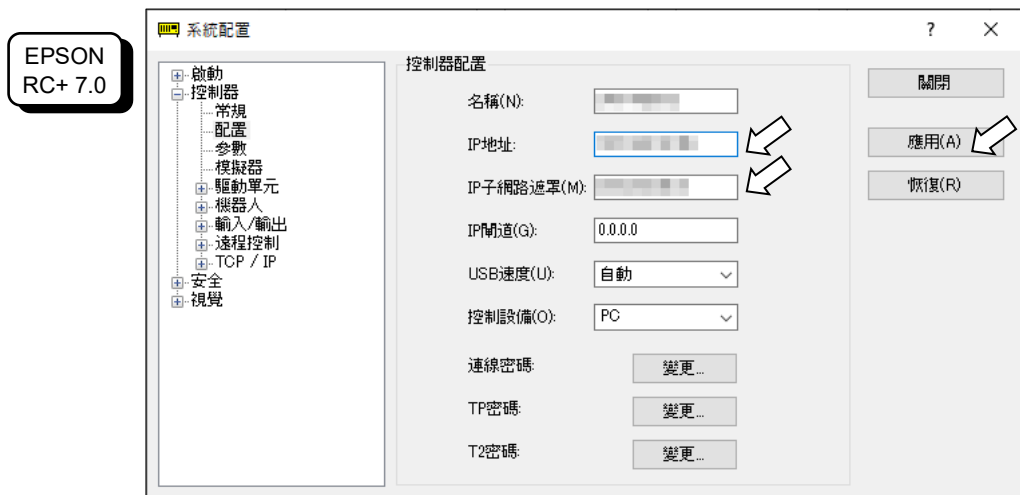 EPSON
RC+ 7.0
系統配置
啟動
控制器
常規
配置
參數
模擬器
驅動單元
機器人
輸入/輸出
遠程控制
TCP / IP
安全
視覺
控制器配置
名稱(N):
IP地址:
IP子網路遮罩(M):
IP閘道(G): 0.0.0.0
USB速度(U): 自動
控制設備(O): PC
連線密碼: 變更...
TP密碼: 變更...
T2密碼: 變更...
關閉
應用(A)
恢復(R)